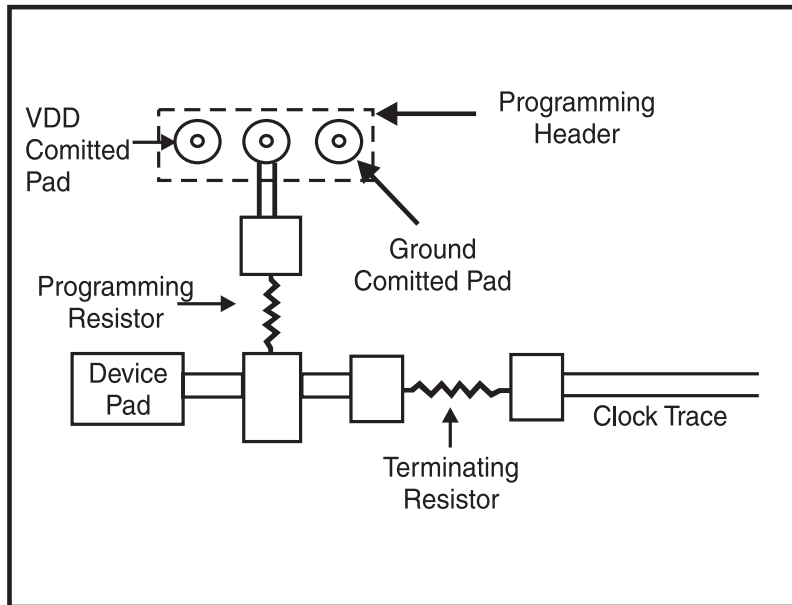 VDD
Comitted
Pad
Programming
Header
Ground
Comitted Pad
Programming
Resistor
Device
Pad
Clock Trace
Terminating
Resistor